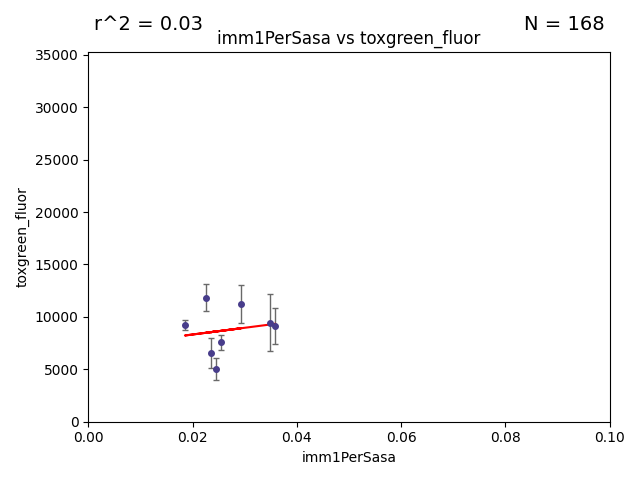 r^2 = 0.03
N = 168
imm1PerSasa vs toxgreen_fluor
35000
30000
25000
20000
15000
10000
5000
0
toxgreen_fluor
0.00 0.02 0.04 0.06 0.08 0.10
imm1PerSasa